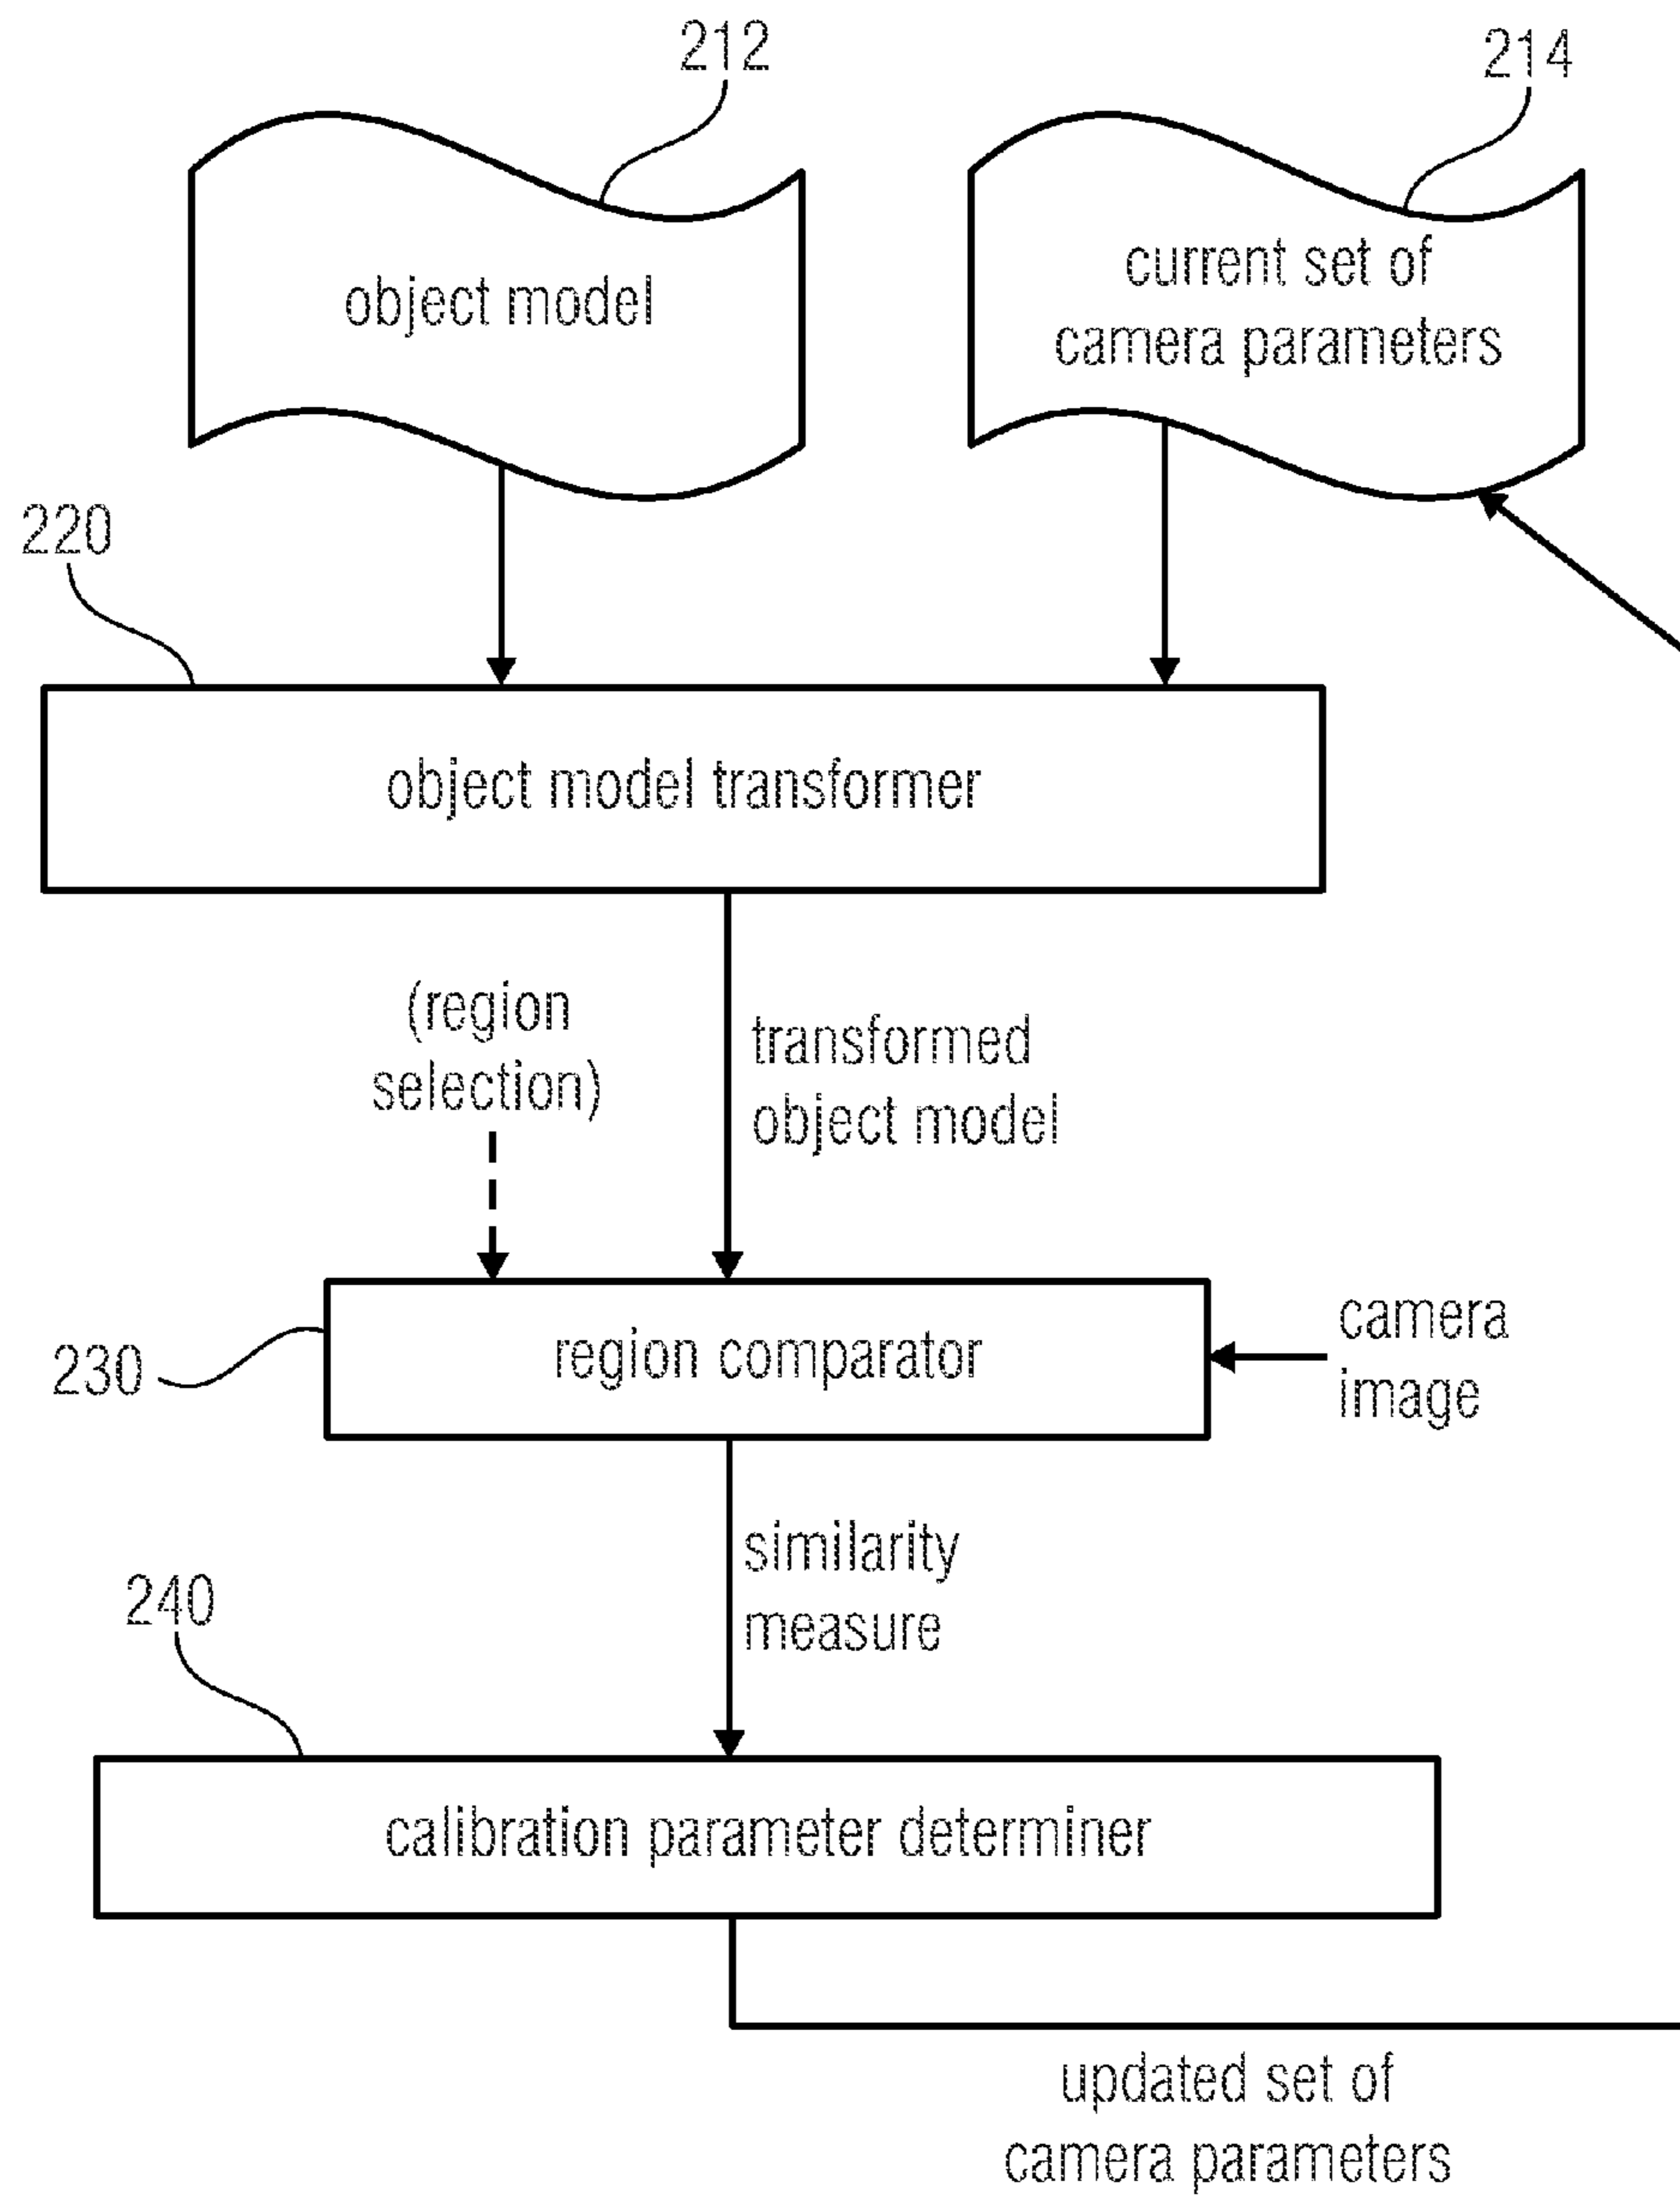 212
214
object model
current set of
camera parameters
220
object model transformer
(region
selection)
transformed
object model
region comparator
camera
image
230
similarity
measure
240
calibration parameter determiner
updated set of
camera parameters